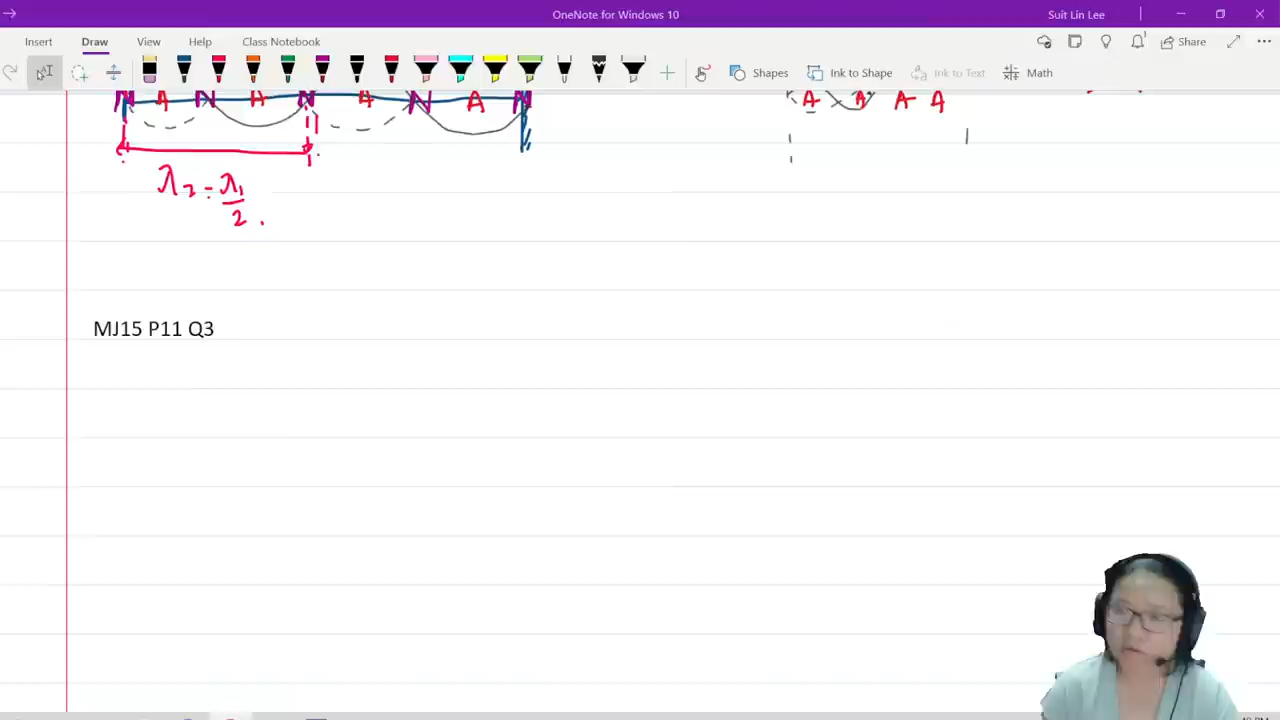 OneNote for Windows 10
Suit Lin Lee
Insert Draw View Help Class Notebook
Share
Shapes
Ink to Shape
Ink to Text
Math
N A N A N A N A N
A A A A
λ₂ = λ₁/2
MJ15 P11 Q3